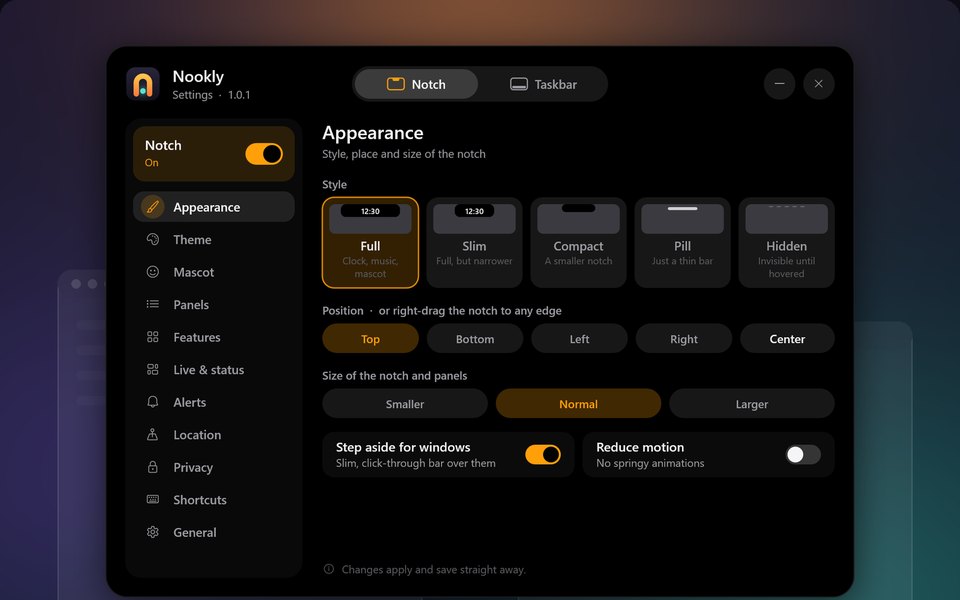 Nookly
Settings · 1.0.1
Notch
Taskbar
Notch
On
Appearance
Theme
Mascot
Panels
Features
Live & status
Alerts
Location
Privacy
Shortcuts
General
Appearance
Style, place and size of the notch
Style
12:30
Full
Clock, music,
mascot
12:30
Slim
Full, but narrower
Compact
A smaller notch
Pill
Just a thin bar
Hidden
Invisible until
hovered
Position · or right-drag the notch to any edge
Top
Bottom
Left
Right
Center
Size of the notch and panels
Smaller
Normal
Larger
Step aside for windows
Slim, click-through bar over them
Reduce motion
No springy animations
Changes apply and save straight away.